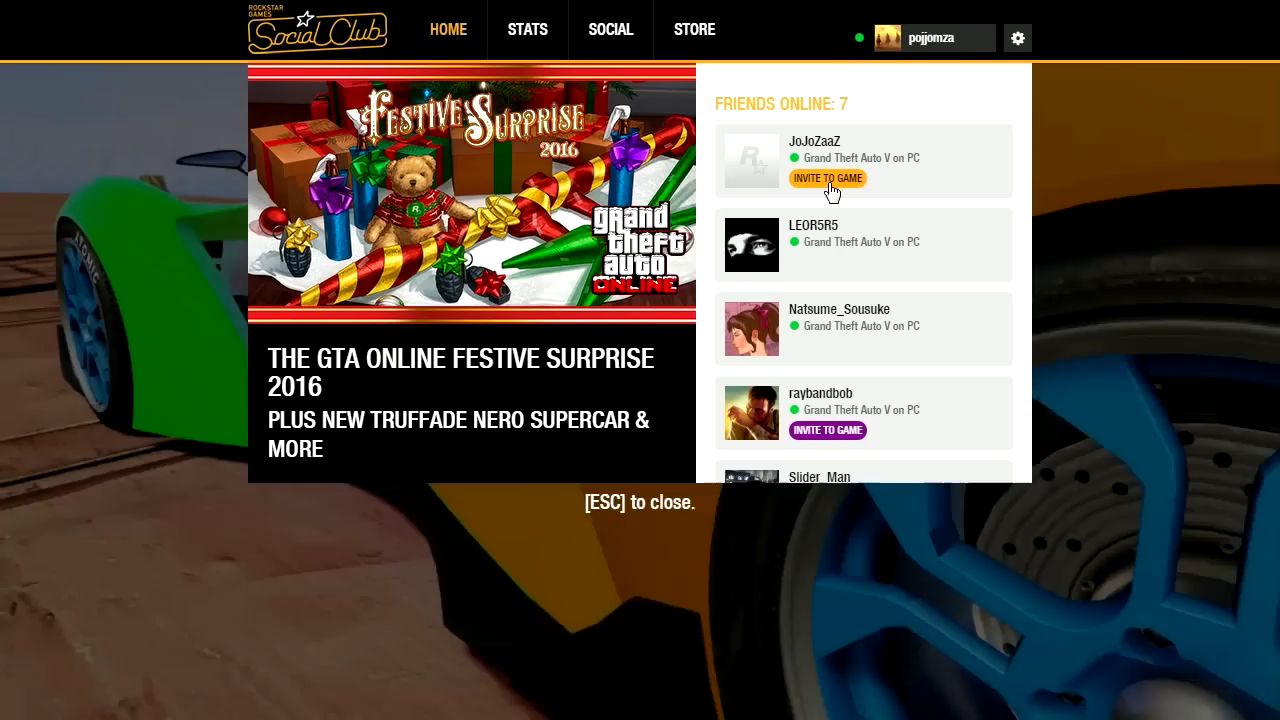 ROCKSTAR
GAMES
Social Club
HOME
STATS
SOCIAL
STORE
pojjomza
FESTIVE SURPRISE
2016
R
grand
theft
auto
ONLINE
THE GTA ONLINE FESTIVE SURPRISE
2016
PLUS NEW TRUFFADE NERO SUPERCAR &
MORE
FRIENDS ONLINE: 7
R
JoJoZaaZ
Grand Theft Auto V on PC
INVITE TO GAME
LEOR5R5
Grand Theft Auto V on PC
Natsume_Sousuke
Grand Theft Auto V on PC
raybandbob
Grand Theft Auto V on PC
INVITE TO GAME
Slider_Man
[ESC] to close.
ATOMIC